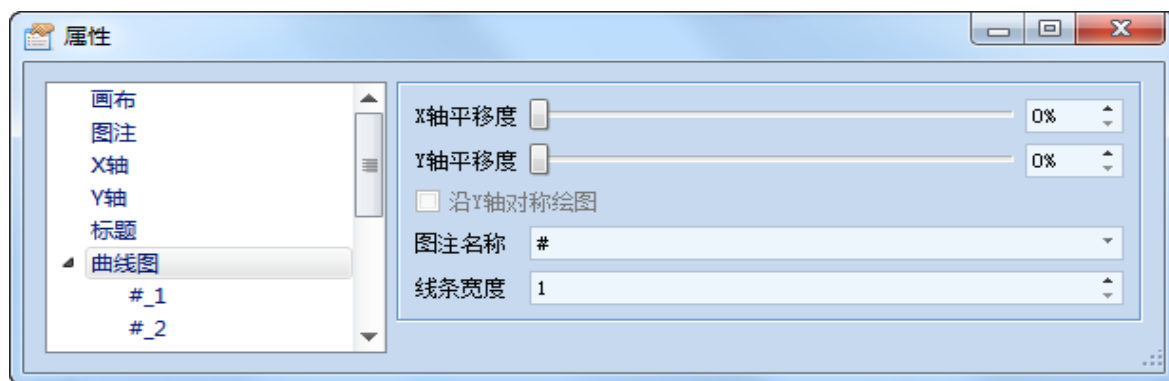 属性
画布
图注
X轴
Y轴
标题
曲线图
#_1
#_2
X轴平移度 0%
Y轴平移度 0%
沿Y轴对称绘图
图注名称 #
线条宽度 1